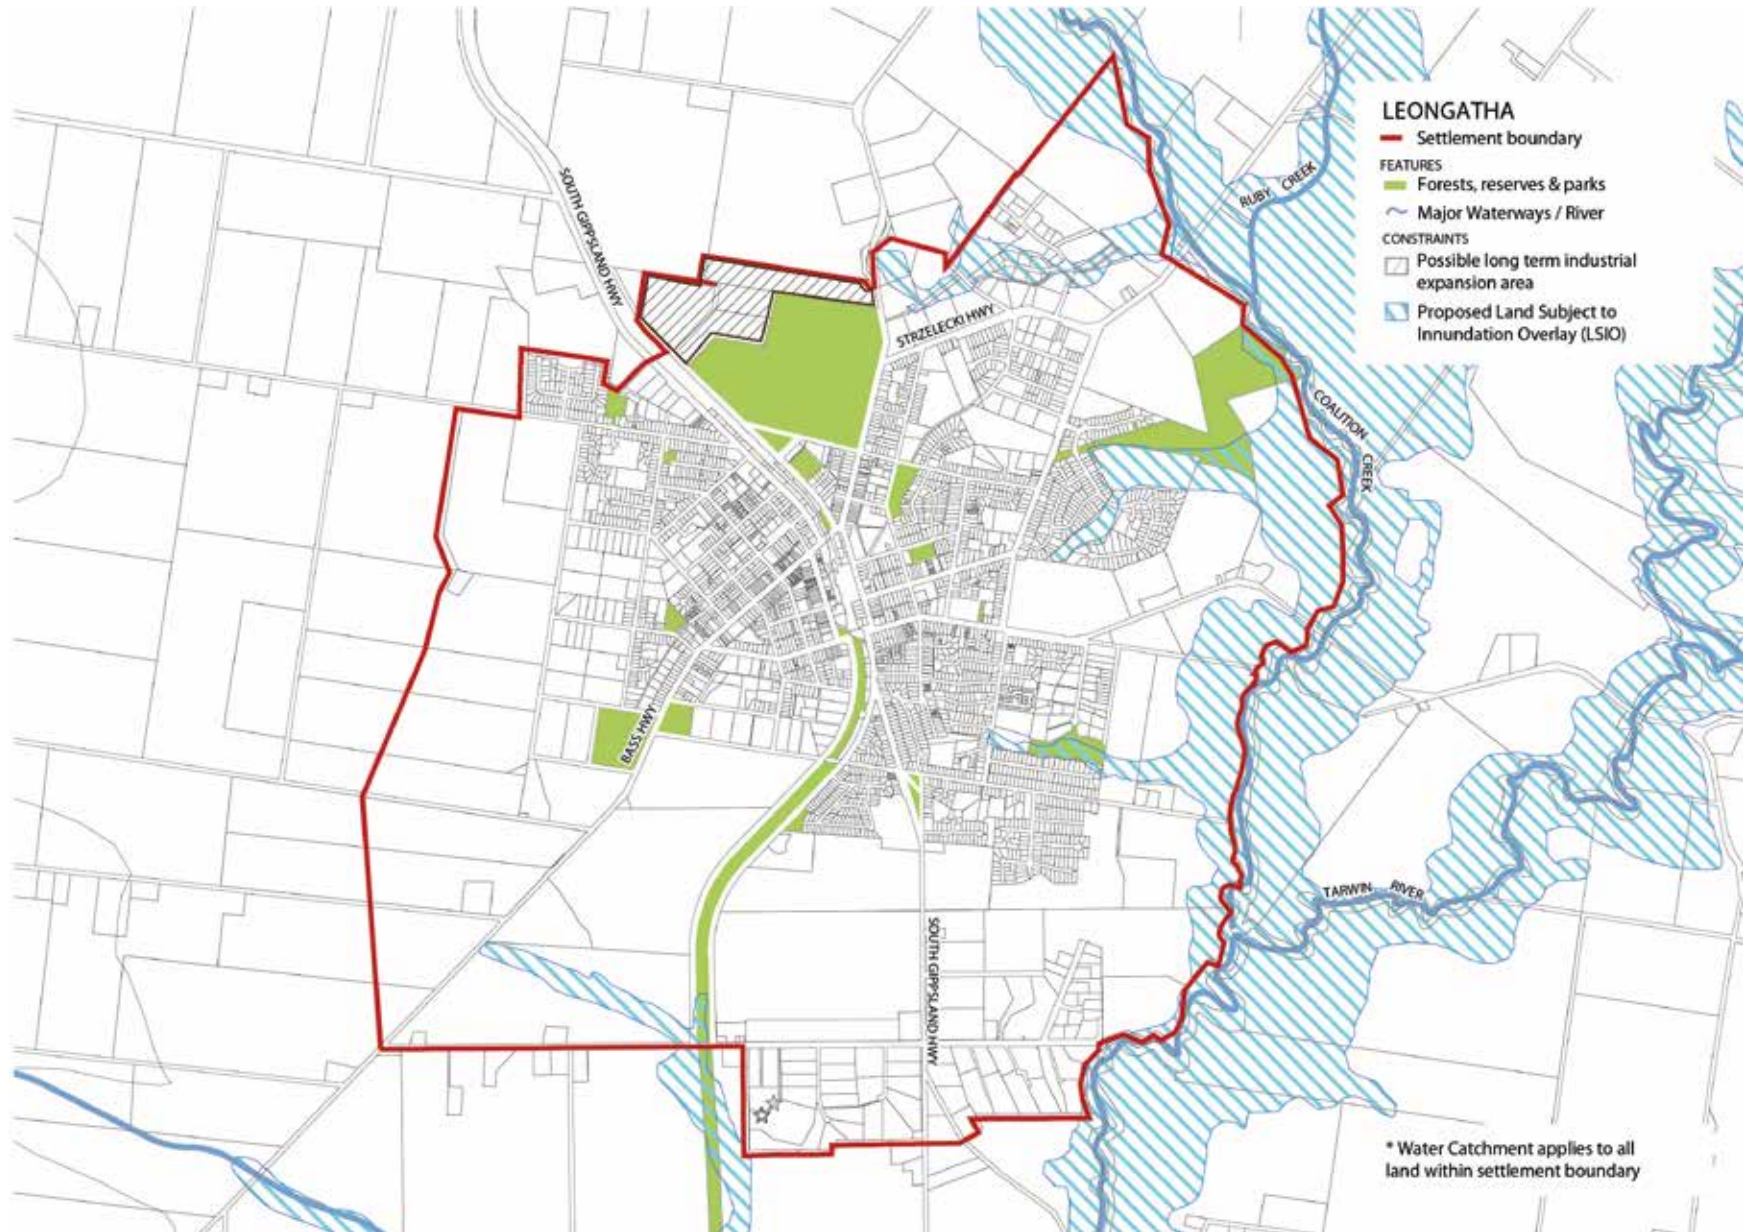 LEONGATHA
Settlement boundary
FEATURES
Forests, reserves & parks
Major Waterways / River
CONSTRAINTS
Possible long term industrial
expansion area
Proposed Land Subject to
Innundation Overlay (LSIO)
SOUTH GIPPSLAND HWY
RUBY CREEK
STRZELECKI HWY
COALITION CREEK
BASS HWY
TARWIN RIVER
SOUTH GIPPSLAND HWY
* Water Catchment applies to all
land within settlement boundary